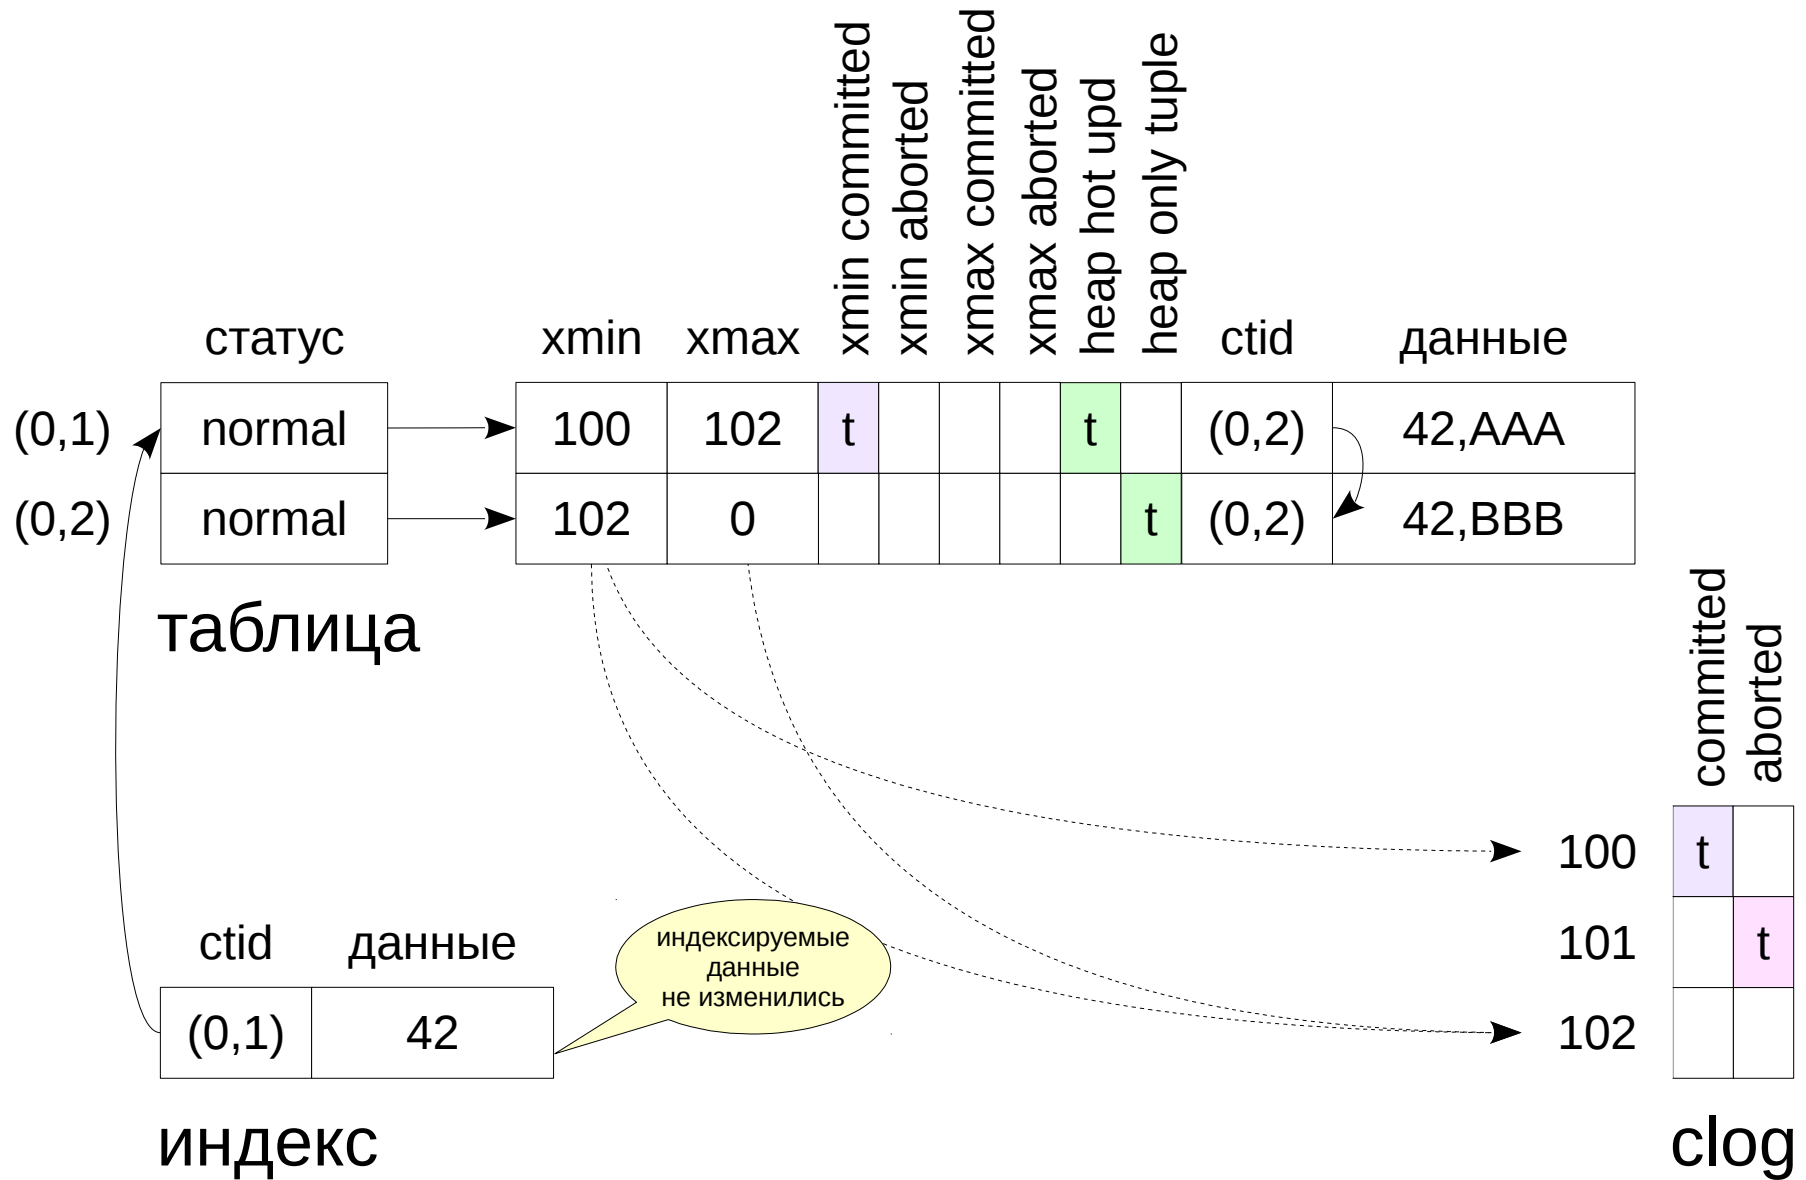 xmin committed
xmin aborted
xmax committed
xmax aborted
heap hot upd
heap only tuple
статус xmin xmax ctid данные
(0,1) normal 100 102 t t (0,2) 42,AAA
(0,2) normal 102 0 t (0,2) 42,BBB
таблица
committed
aborted
100 t
101 t
102
clog
ctid данные
(0,1) 42
индексируемые
данные
не изменились
индекс